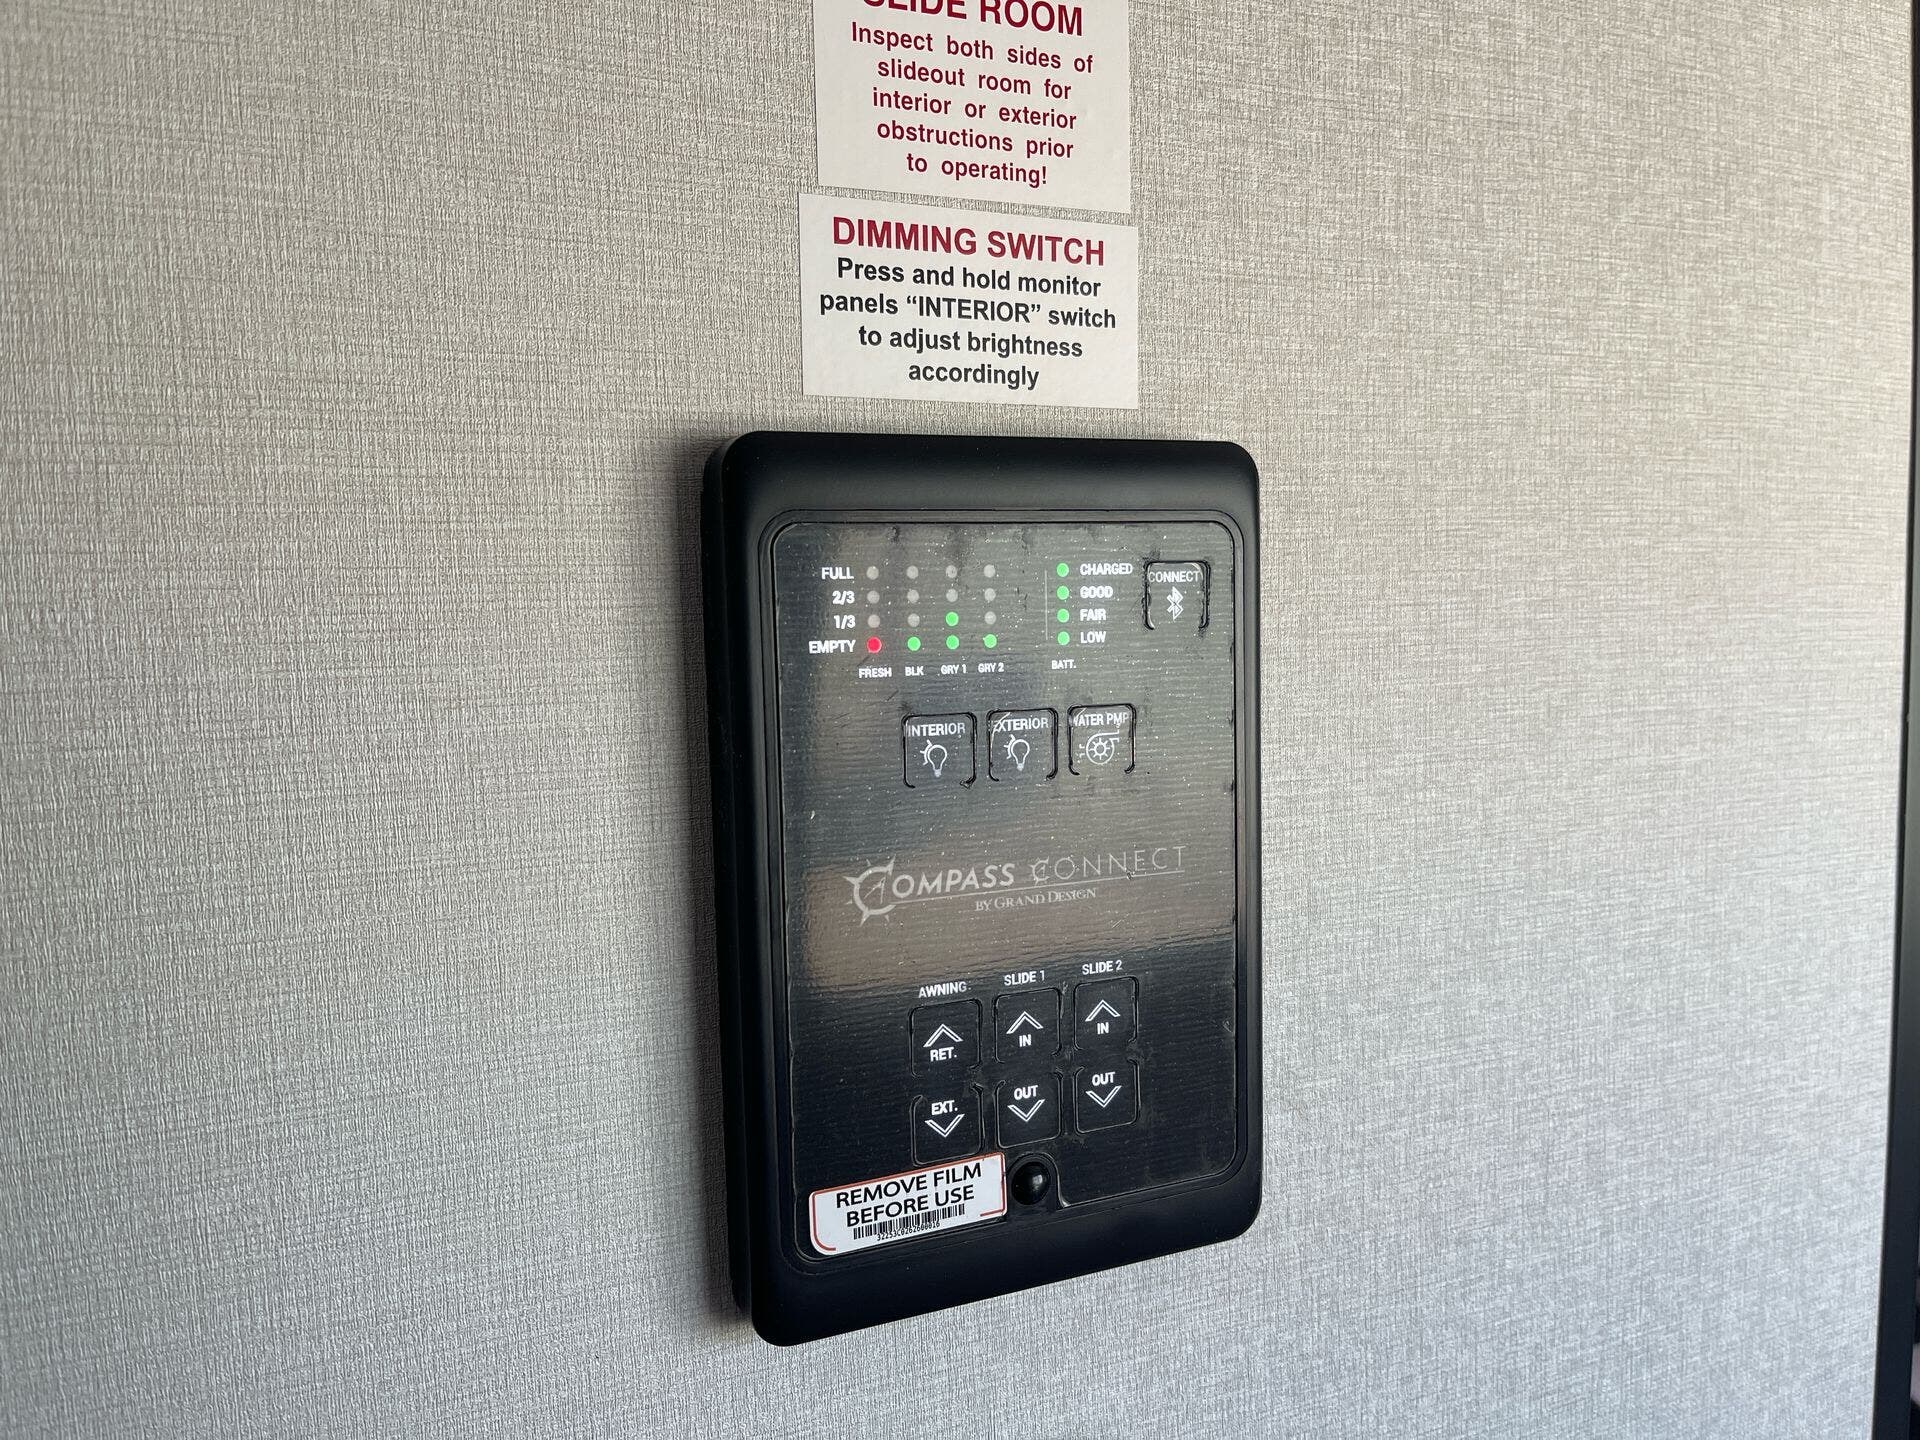 SLIDE ROOM
Inspect both sides of
slideout room for
interior or exterior
obstructions prior
to operating!
DIMMING SWITCH
Press and hold monitor
panels “INTERIOR” switch
to adjust brightness
accordingly
FULL
2/3
1/3
EMPTY
FRESH BLK GRY 1 GRY 2
CHARGED
GOOD
FAIR
LOW
BATT.
CONNECT
INTERIOR EXTERIOR WATER PMP
COMPASS CONNECT
BY GRAND DESIGN
AWNING SLIDE 1 SLIDE 2
RET. IN IN
EXT. OUT OUT
REMOVE FILM
BEFORE USE